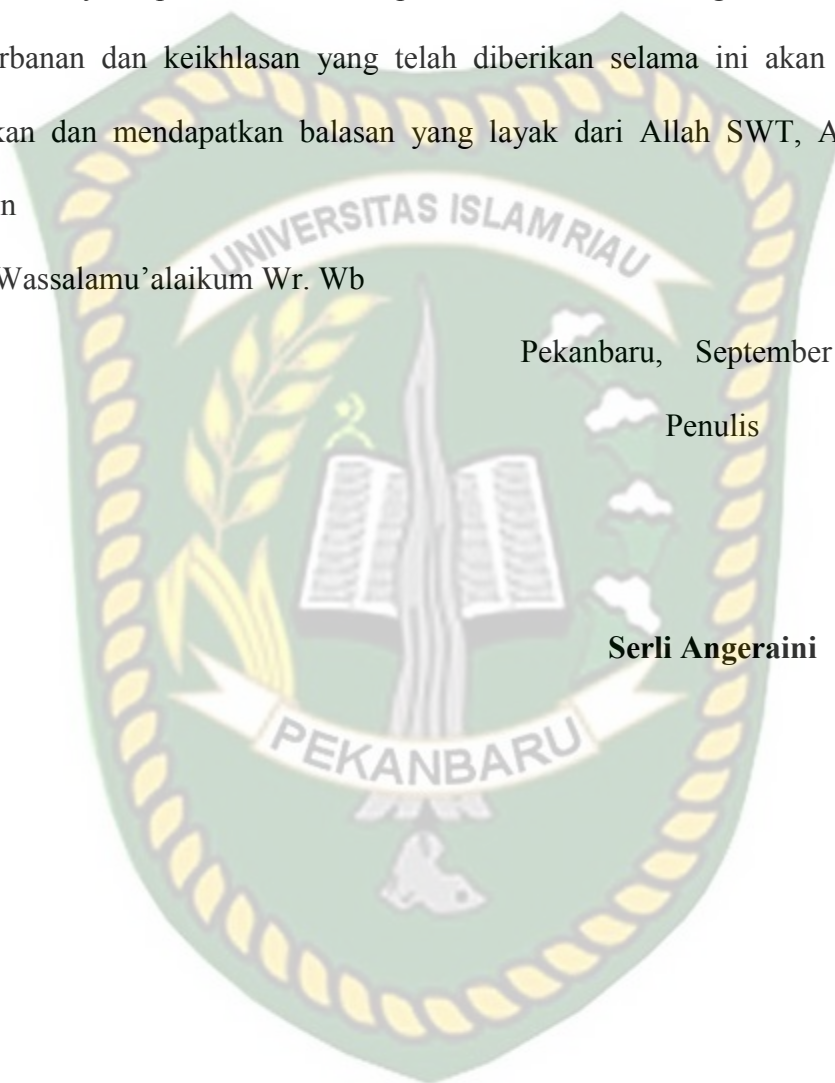 rbanan dan keikhlasan yang telah diberikan selama ini akan
kan dan mendapatkan balasan yang layak dari Allah SWT, A
n
UNIVERSITAS ISLAM RIAU
Wassalamu’alaikum Wr. Wb
Pekanbaru, September
Penulis
Serli Angeraini
PEKANBARU